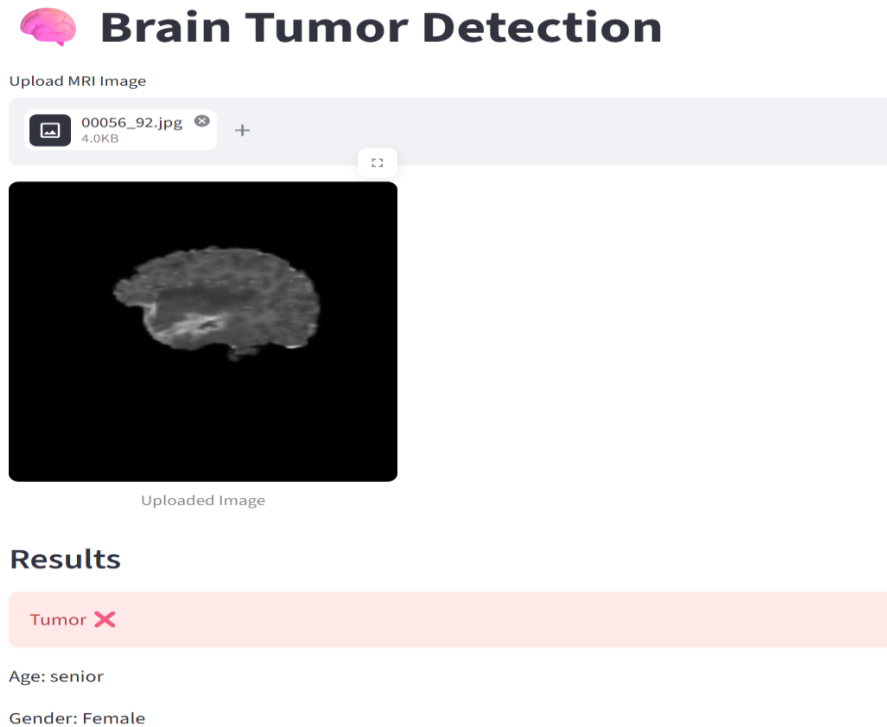 Brain Tumor Detection
Upload MRI Image
00056_92.jpg
4.0KB
Uploaded Image
Results
Tumor ❌
Age: senior
Gender: Female